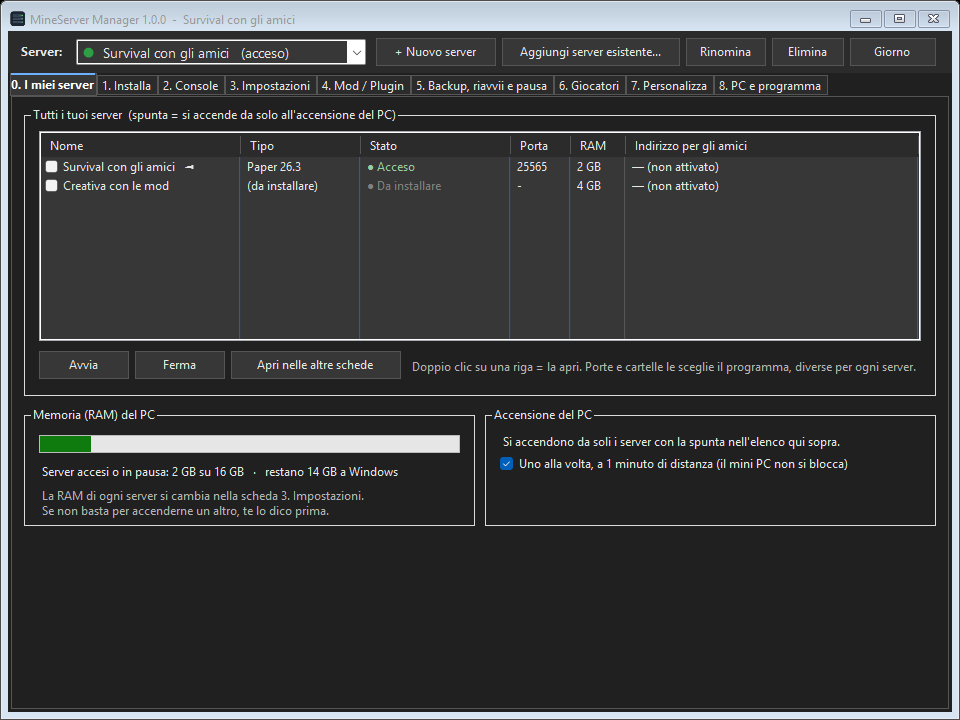 MineServer Manager 1.0.0 - Survival con gli amici
Server: Survival con gli amici (acceso) + Nuovo server Aggiungi server esistente... Rinomina Elimina Giorno
0. I miei server 1. Installa 2. Console 3. Impostazioni 4. Mod / Plugin 5. Backup, riavvii e pausa 6. Giocatori 7. Personalizza 8. PC e programma
Tutti i tuoi server (spunta = si accende da solo all'accensione del PC)
Nome Tipo Stato Porta RAM Indirizzo per gli amici
Survival con gli amici ◄ Paper 26.3 ● Acceso 25565 2 GB — (non attivato)
Creativa con le mod (da installare) ● Da installare - 4 GB — (non attivato)
Avvia Ferma Apri nelle altre schede Doppio clic su una riga = la apri. Porte e cartelle le sceglie il programma, diverse per ogni server.
Memoria (RAM) del PC
Server accesi o in pausa: 2 GB su 16 GB · restano 14 GB a Windows
La RAM di ogni server si cambia nella scheda 3. Impostazioni.
Se non basta per accenderne un altro, te lo dico prima.
Accensione del PC
Si accendono da soli i server con la spunta nell'elenco qui sopra.
Uno alla volta, a 1 minuto di distanza (il mini PC non si blocca)